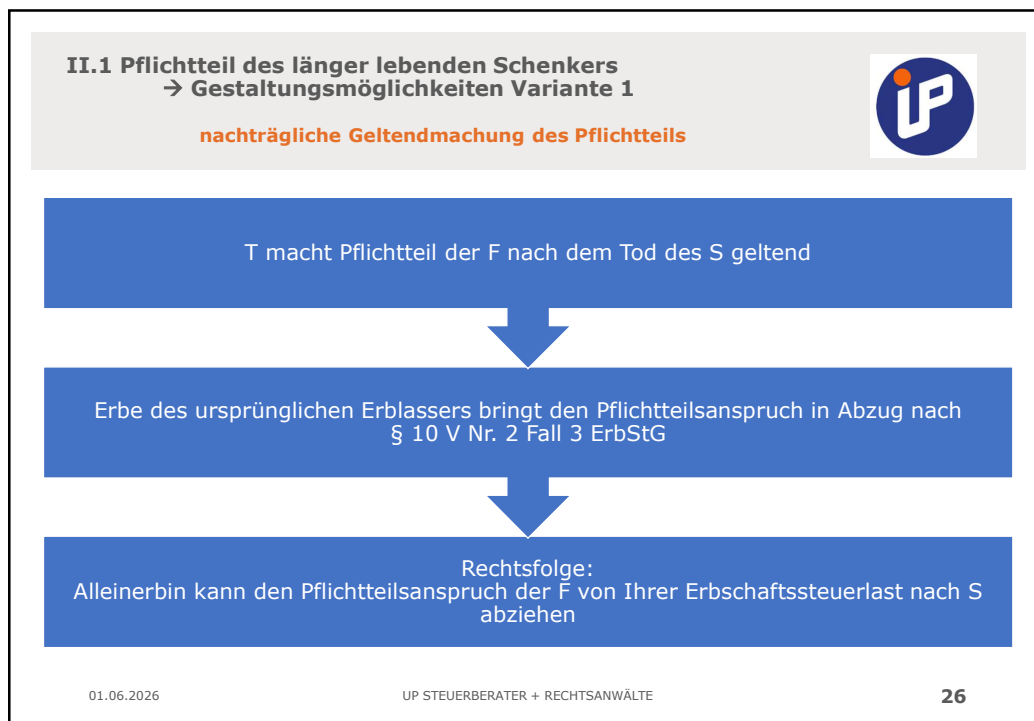 II.1 Pflichtteil des länger lebenden Schenkers
→ Gestaltungsmöglichkeiten Variante 1
nachträgliche Geltendmachung des Pflichtteils
iP
T macht Pflichtteil der F nach dem Tod des S geltend
Erbe des ursprünglichen Erblassers bringt den Pflichtteilsanspruch in Abzug nach
§ 10 V Nr. 2 Fall 3 ErbStG
Rechtsfolge:
Alleinerbin kann den Pflichtteilsanspruch der F von Ihrer Erbschaftssteuerlast nach S
abziehen
01.06.2026
UP STEUERBERATER + RECHTSANWÄLTE
26